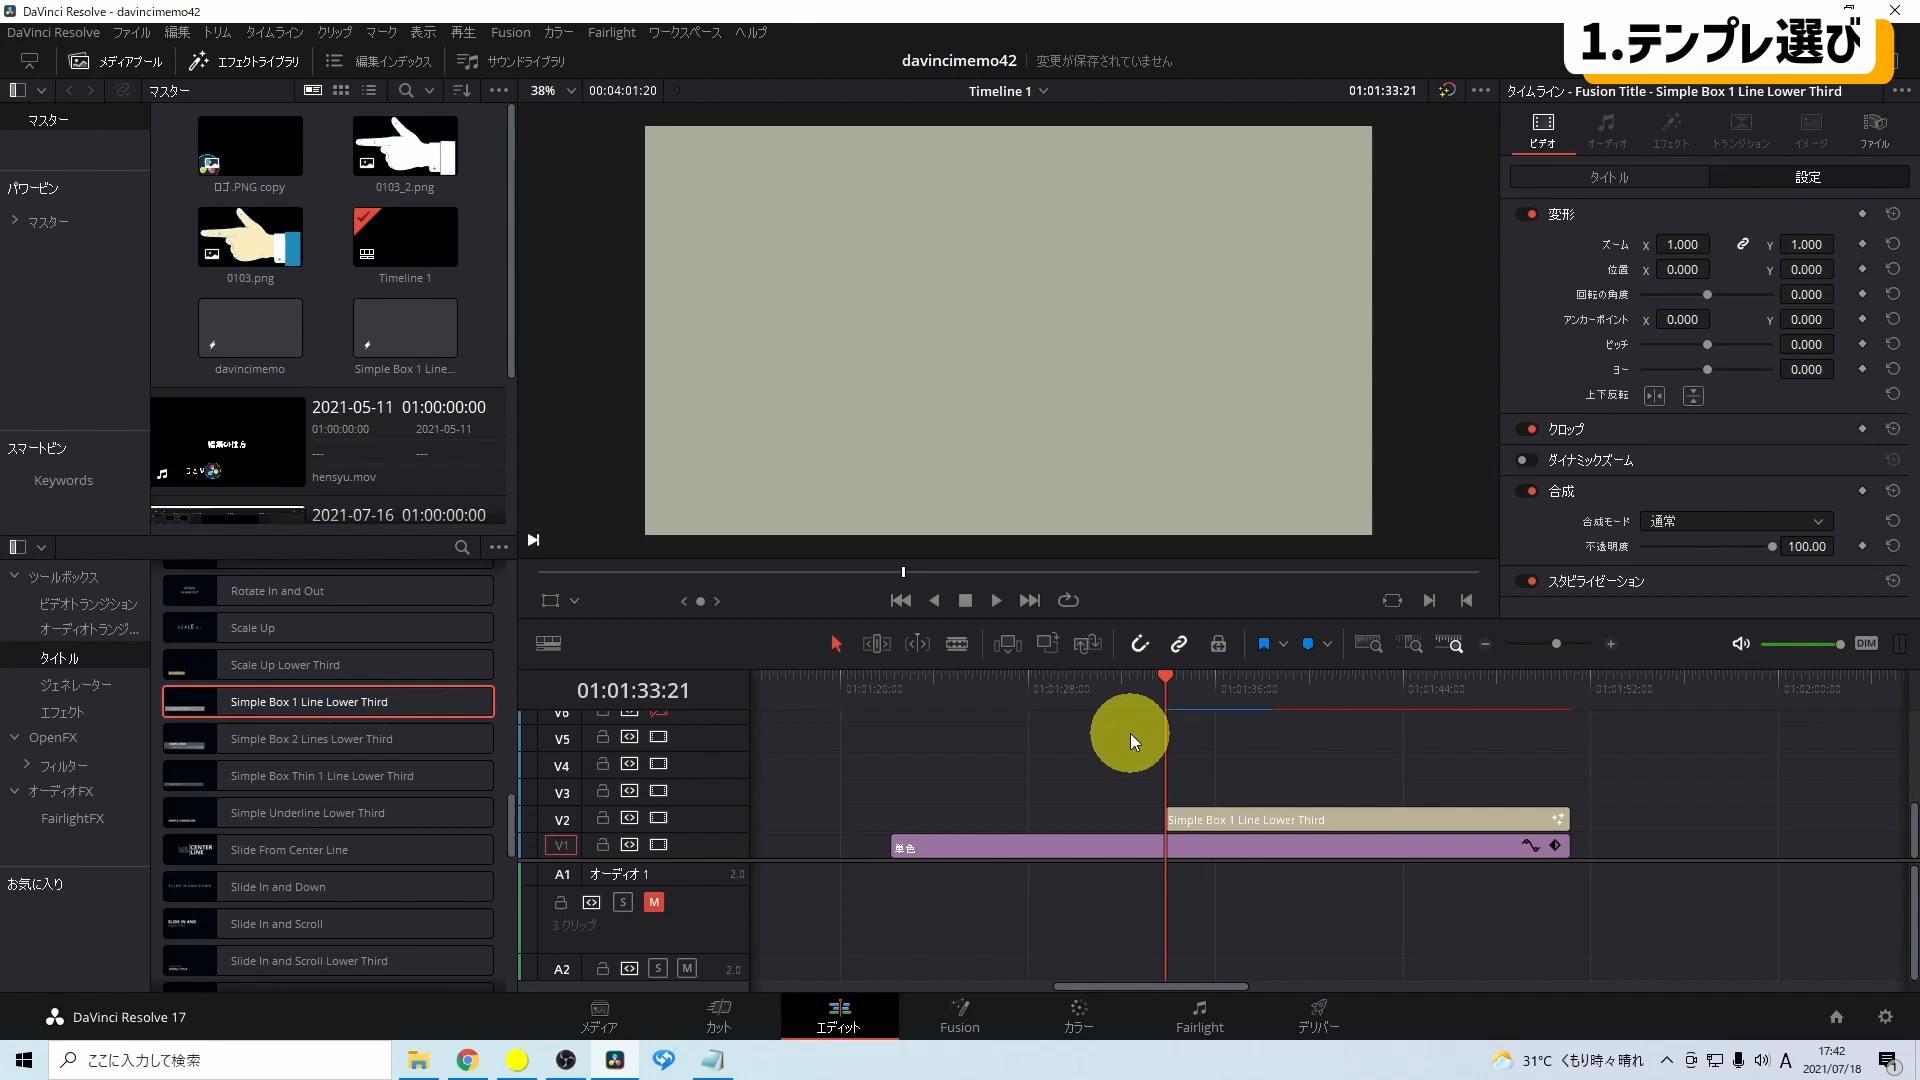 DaVinci Resolve - davincimemo42
DaVinci Resolve ファイル 編集 トリム タイムライン クリップ マーク 表示 再生 Fusion カラー Fairlight ワークスペース ヘルプ
1.テンプレ選び
メディアプール エフェクトライブラリ 編集インデックス サウンドライブラリ
davincimemo42 変更が保存されていません
マスター
38% 00:04:01:20 Timeline 1 01:01:33:21
タイムライン - Fusion Title - Simple Box 1 Line Lower Third
マスター
パワービン
マスター
スマートビン
Keywords
ロゴ.PNG copy
0103_2.png
0103.png
Timeline 1
davincimemo
Simple Box 1 Line...
編集の仕方
2021-05-11 01:00:00:00
01:00:00:00 2021-05-11
--- ---
hensyu.mov
2021-07-16 01:00:00:00
ビデオ オーディオ エフェクト トランジション イメージ ファイル
タイトル 設定
変形
ズーム X 1.000 Y 1.000
位置 X 0.000 Y 0.000
回転の角度 0.000
アンカーポイント X 0.000 Y 0.000
ピッチ 0.000
ヨー 0.000
上下反転
クロップ
ダイナミックズーム
合成
合成モード 通常
不透明度 100.00
スタビライゼーション
ツールボックス
ビデオトランジション
オーディオトランジ...
タイトル
ジェネレーター
エフェクト
OpenFX
フィルター
オーディオFX
FairlightFX
お気に入り
Rotate In and Out
Scale Up
Scale Up Lower Third
Simple Box 1 Line Lower Third
Simple Box 2 Lines Lower Third
Simple Box Thin 1 Line Lower Third
Simple Underline Lower Third
Slide From Center Line
Slide In and Down
Slide In and Scroll
Slide In and Scroll Lower Third
DIM
01:01:33:21
01:01:20:00 01:01:28:00 01:01:36:00 01:01:44:00 01:01:52:00 01:02:00:00
V6
V5
V4
V3
V2 Simple Box 1 Line Lower Third
V1 単色
A1 オーディオ 1 2.0
S M
3 クリップ
A2 S M 2.0
DaVinci Resolve 17
メディア カット エディット Fusion カラー Fairlight デリバー
ここに入力して検索
31°C くもり時々晴れ A 17:42
2021/07/18
1